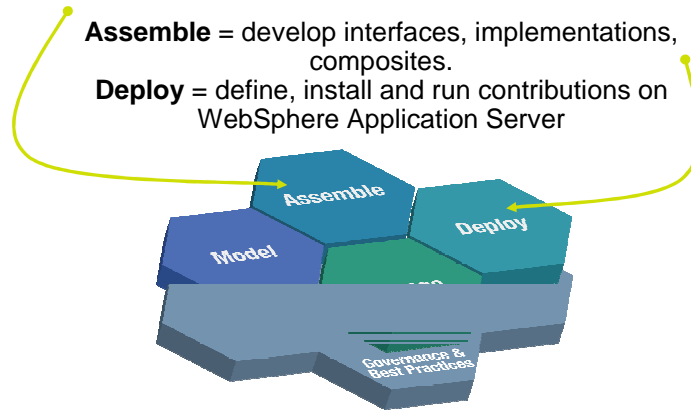 Assemble = develop interfaces, implementations,
composites.
Deploy = define, install and run contributions on
WebSphere Application Server
Assemble
Deploy
Model
Governance &
Best Practices